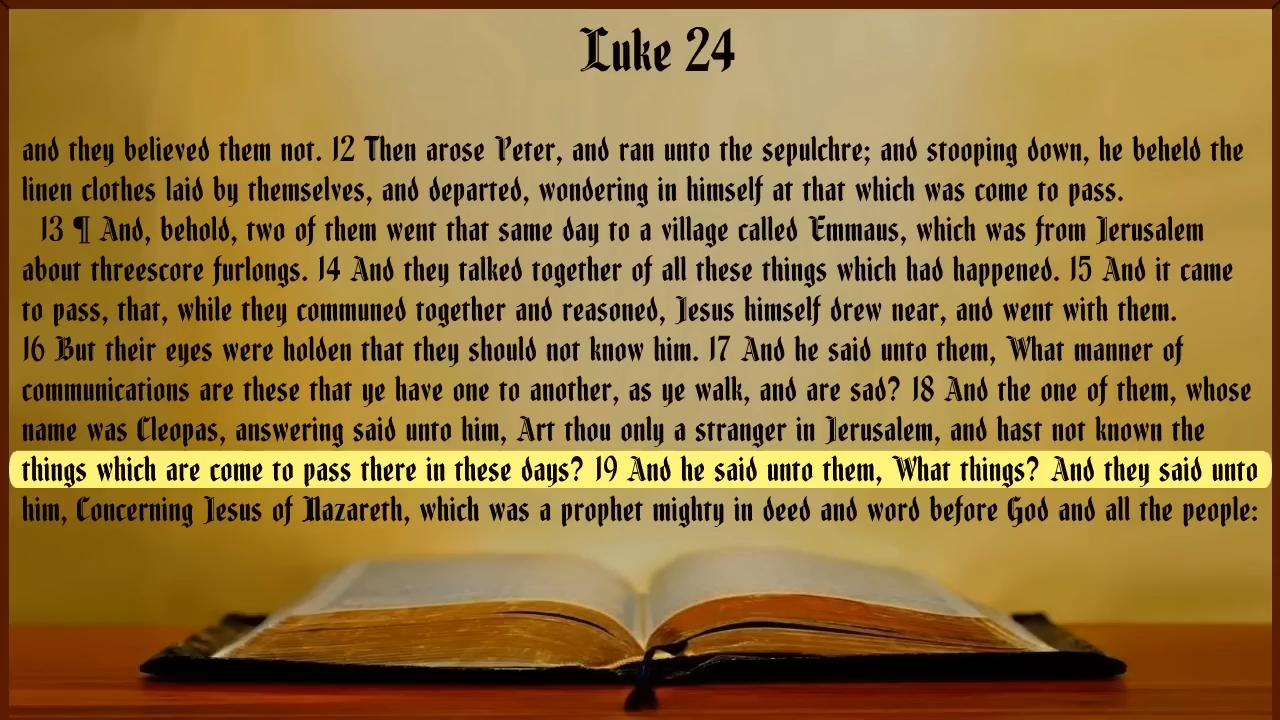 Luke 24
and they believed them not. 12 Then arose Peter, and ran unto the sepulchre; and stooping down, he beheld the
linen clothes laid by themselves, and departed, wondering in himself at that which was come to pass.
13 ¶ And, behold, two of them went that same day to a village called Emmaus, which was from Jerusalem
about threescore furlongs. 14 And they talked together of all these things which had happened. 15 And it came
to pass, that, while they communed together and reasoned, Jesus himself drew near, and went with them.
16 But their eyes were holden that they should not know him. 17 And he said unto them, What manner of
communications are these that ye have one to another, as ye walk, and are sad? 18 And the one of them, whose
name was Cleopas, answering said unto him, Art thou only a stranger in Jerusalem, and hast not known the
things which are come to pass there in these days? 19 And he said unto them, What things? And they said unto
him, Concerning Jesus of Nazareth, which was a prophet mighty in deed and word before God and all the people: